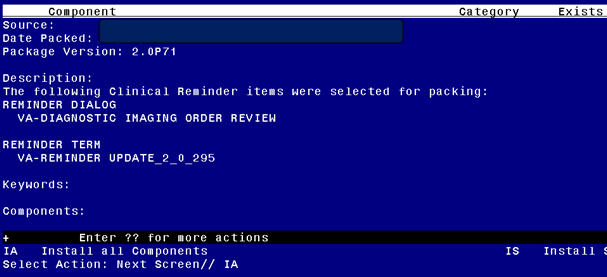 Component Category Exists
Source:
Date Packed:
Package Version: 2.0P71
Description:
The following Clinical Reminder items were selected for packing:
REMINDER DIALOG
VA-DIAGNOSTIC IMAGING ORDER REVIEW
REMINDER TERM
VA-REMINDER UPDATE_2_0_295
Keywords:
Components:
+ Enter ?? for more actions
IA Install all Components IS Install S
Select Action: Next Screen// IA